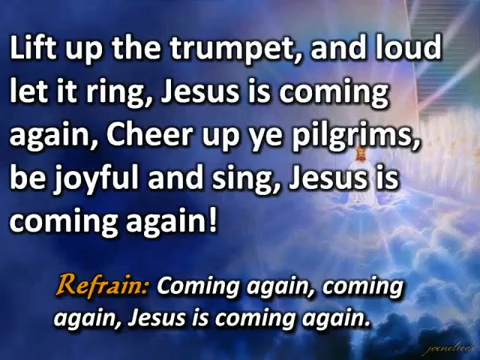 Lift up the trumpet, and loud
let it ring, Jesus is coming
again, Cheer up ye pilgrims,
be joyful and sing, Jesus is
coming again!
Refrain: Coming again, coming
again, Jesus is coming again.